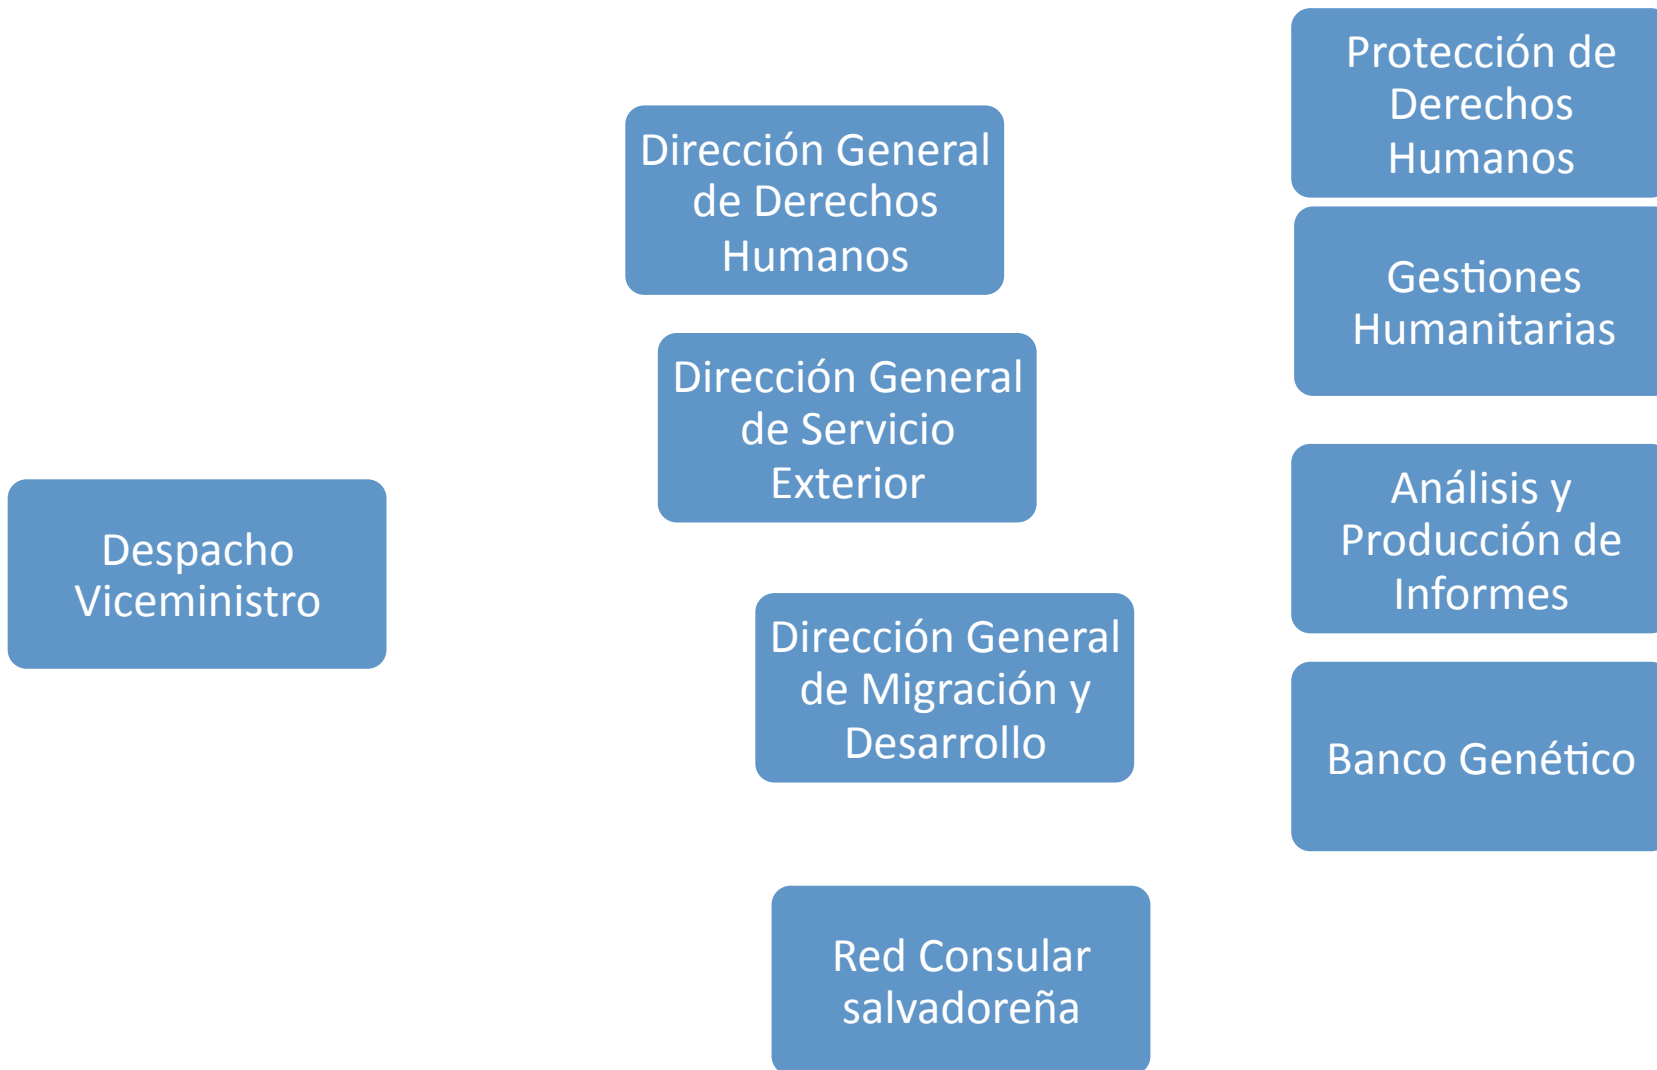 Despacho
Viceministro
Dirección General
de Derechos
Humanos
Dirección General
de Servicio
Exterior
Dirección General
de Migración y
Desarrollo
Red Consular
salvadoreña
Protección de
Derechos
Humanos
Gestiones
Humanitarias
Análisis y
Producción de
Informes
Banco Genético